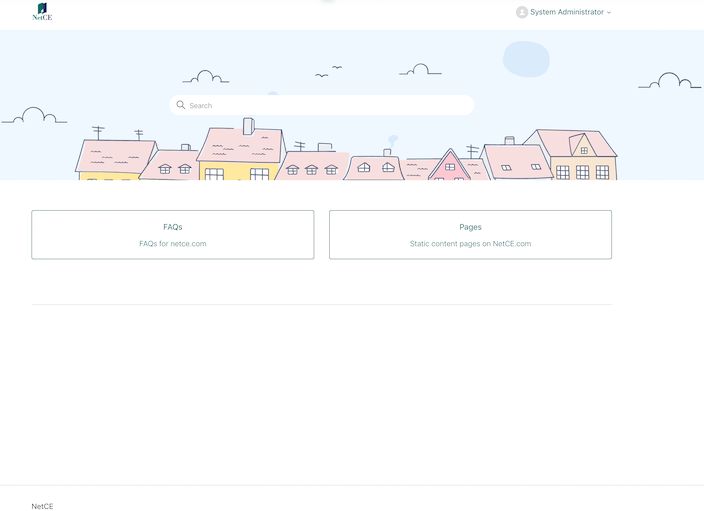 NetCE
System Administrator
Search
FAQs
FAQs for netce.com
Pages
Static content pages on NetCE.com
NetCE